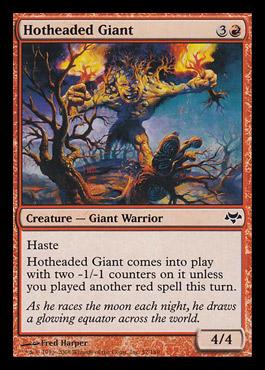 Hotheaded Giant 3
Creature — Giant Warrior
Haste
Hotheaded Giant comes into play
with two -1/-1 counters on it unless
you played another red spell this turn.
As he races the moon each night, he draws
a glowing equator across the world.
Fred Harper
4/4